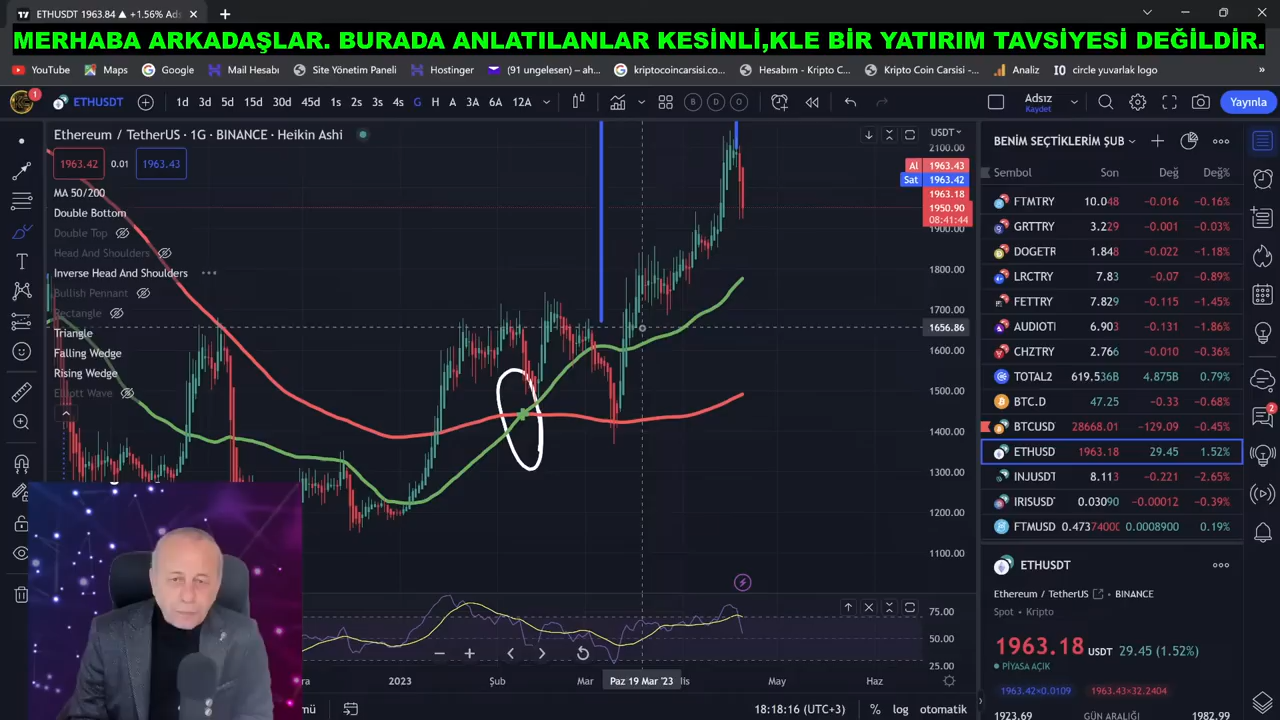 ETHUSDT 1963.84 ▲ +1.56% Ads
MERHABA ARKADAŞLAR. BURADA ANLATILANLAR KESİNLİ,KLE BİR YATIRIM TAVSİYESİ DEĞİLDİR.
YouTube Maps Google Mail Hesabı Site Yönetim Paneli Hostinger (91 ungelesen) – ah... kriptocoincarsisi.co... Hesabım - Kripto C... Kripto Coin Carsisi -... Analiz circle yuvarlak logo »
1 ETHUSDT 1d 3d 5d 15d 30d 45d 1s 2s 3s 4s G H A 3A 6A 12A B D O Adsız Kaydet Yayınla
Ethereum / TetherUS · 1G · BINANCE · Heikin Ashi
1963.42 0.01 1963.43
MA 50/200
Double Bottom
Double Top
Head And Shoulders
Inverse Head And Shoulders
Bullish Pennant
Rectangle
Triangle
Falling Wedge
Rising Wedge
Elliott Wave
USDT
2100.00
Al 1963.43
Sat 1963.42
1963.18
1950.90
08:41:44
1900.00
1800.00
1700.00
1656.86
1600.00
1500.00
1400.00
1300.00
1200.00
1100.00
75.00
50.00
25.00
2023 Şub Mar Paz 19 Mar '23 May Haz
18:18:16 (UTC+3) % log otomatik
BENİM SEÇTİKLERİM ŞUB
Sembol Son Değ Değ%
FTMTRY 10.048 -0.016 -0.16%
GRTTRY 3.229 -0.001 -0.03%
DOGETR 1.848 -0.022 -1.18%
LRCTRY 7.83 -0.07 -0.89%
FETTRY 7.829 -0.115 -1.45%
AUDIOTI 6.903 -0.131 -1.86%
CHZTRY 2.766 -0.010 -0.36%
TOTAL2 619.536B 4.875B 0.79%
BTC.D 47.25 -0.33 -0.68%
BTCUSD 28668.01 -129.09 -0.45%
ETHUSD 1963.18 29.45 1.52%
INJUSDT 8.113 -0.221 -2.65%
IRISUSDT 0.03090 -0.00012 -0.39%
FTMUSD 0.47374000 0.0008900 0.19%
2
ETHUSDT
Ethereum / TetherUS BINANCE
Spot • Kripto
1963.18 USDT 29.45 (1.52%)
PİYASA AÇIK
1963.42×0.0109 1963.43×32.2404
1923.69 GÜN ARALIĞI 1982.99